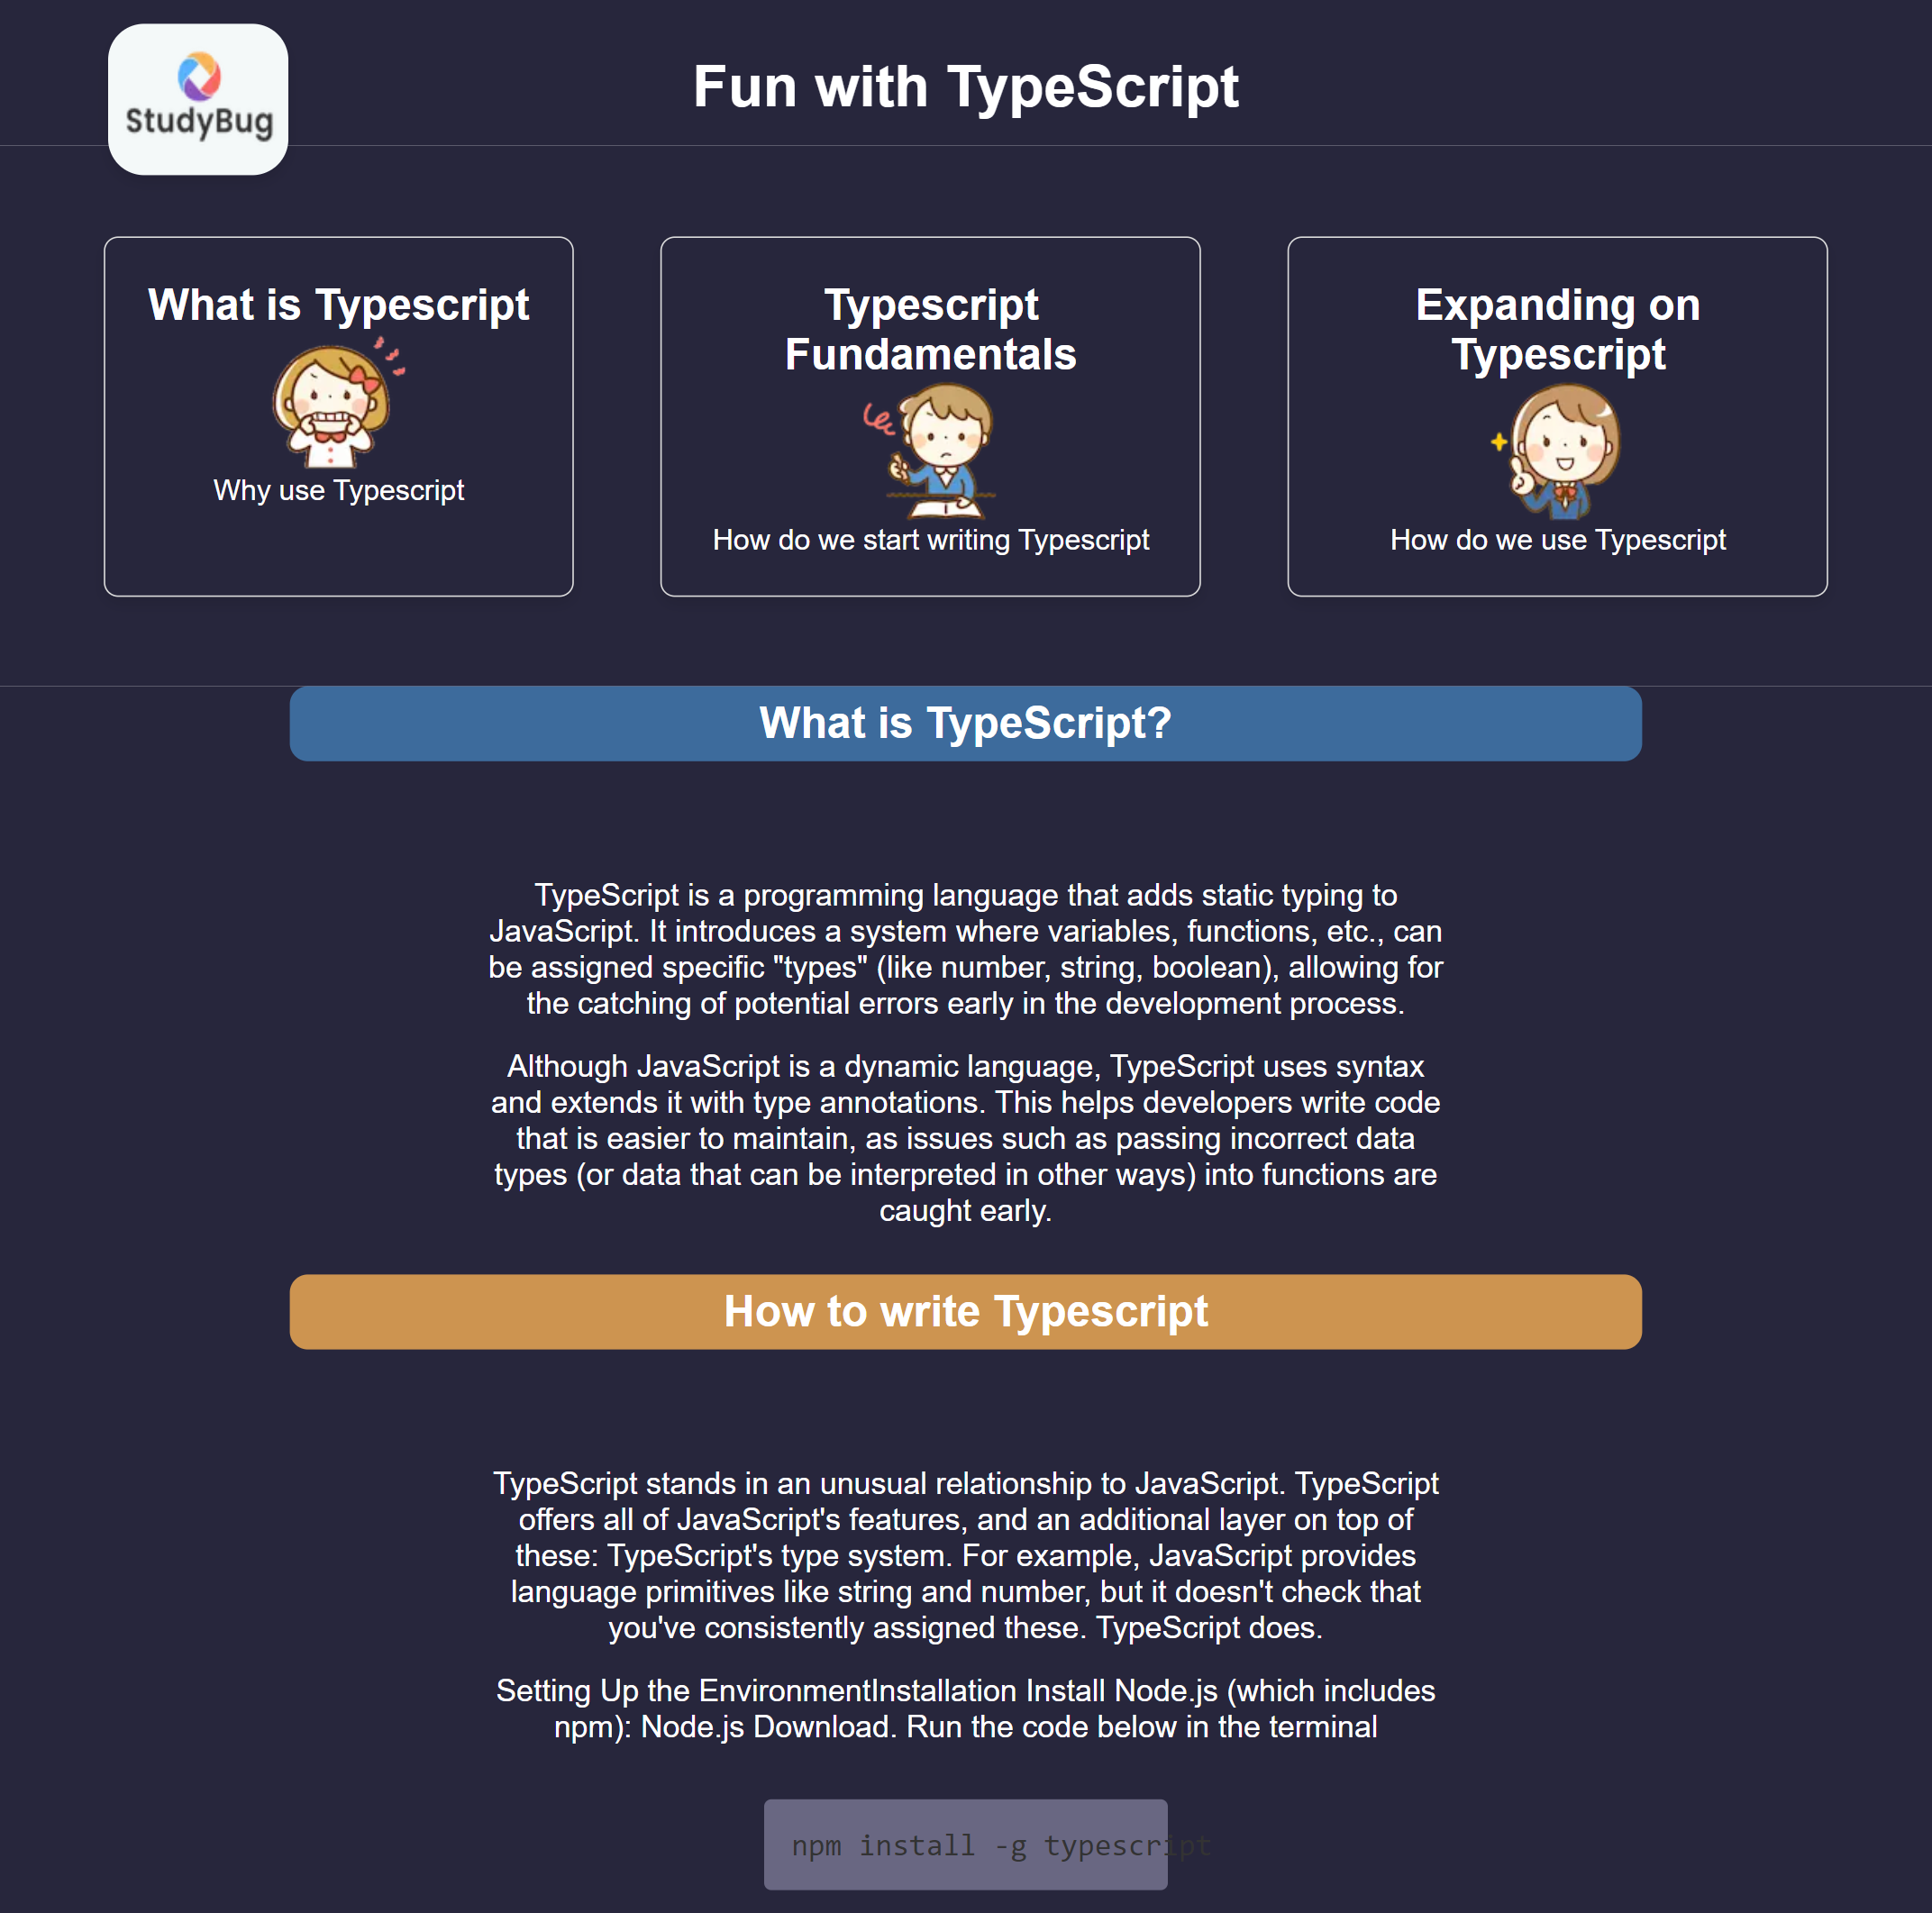 StudyBug
Fun with TypeScript
What is Typescript
Why use Typescript
Typescript
Fundamentals
How do we start writing Typescript
Expanding on
Typescript
How do we use Typescript
What is TypeScript?
TypeScript is a programming language that adds static typing to
JavaScript. It introduces a system where variables, functions, etc., can
be assigned specific "types" (like number, string, boolean), allowing for
the catching of potential errors early in the development process.
Although JavaScript is a dynamic language, TypeScript uses syntax
and extends it with type annotations. This helps developers write code
that is easier to maintain, as issues such as passing incorrect data
types (or data that can be interpreted in other ways) into functions are
caught early.
How to write Typescript
TypeScript stands in an unusual relationship to JavaScript. TypeScript
offers all of JavaScript's features, and an additional layer on top of
these: TypeScript's type system. For example, JavaScript provides
language primitives like string and number, but it doesn't check that
you've consistently assigned these. TypeScript does.
Setting Up the EnvironmentInstallation Install Node.js (which includes
npm): Node.js Download. Run the code below in the terminal
npm install -g typescript